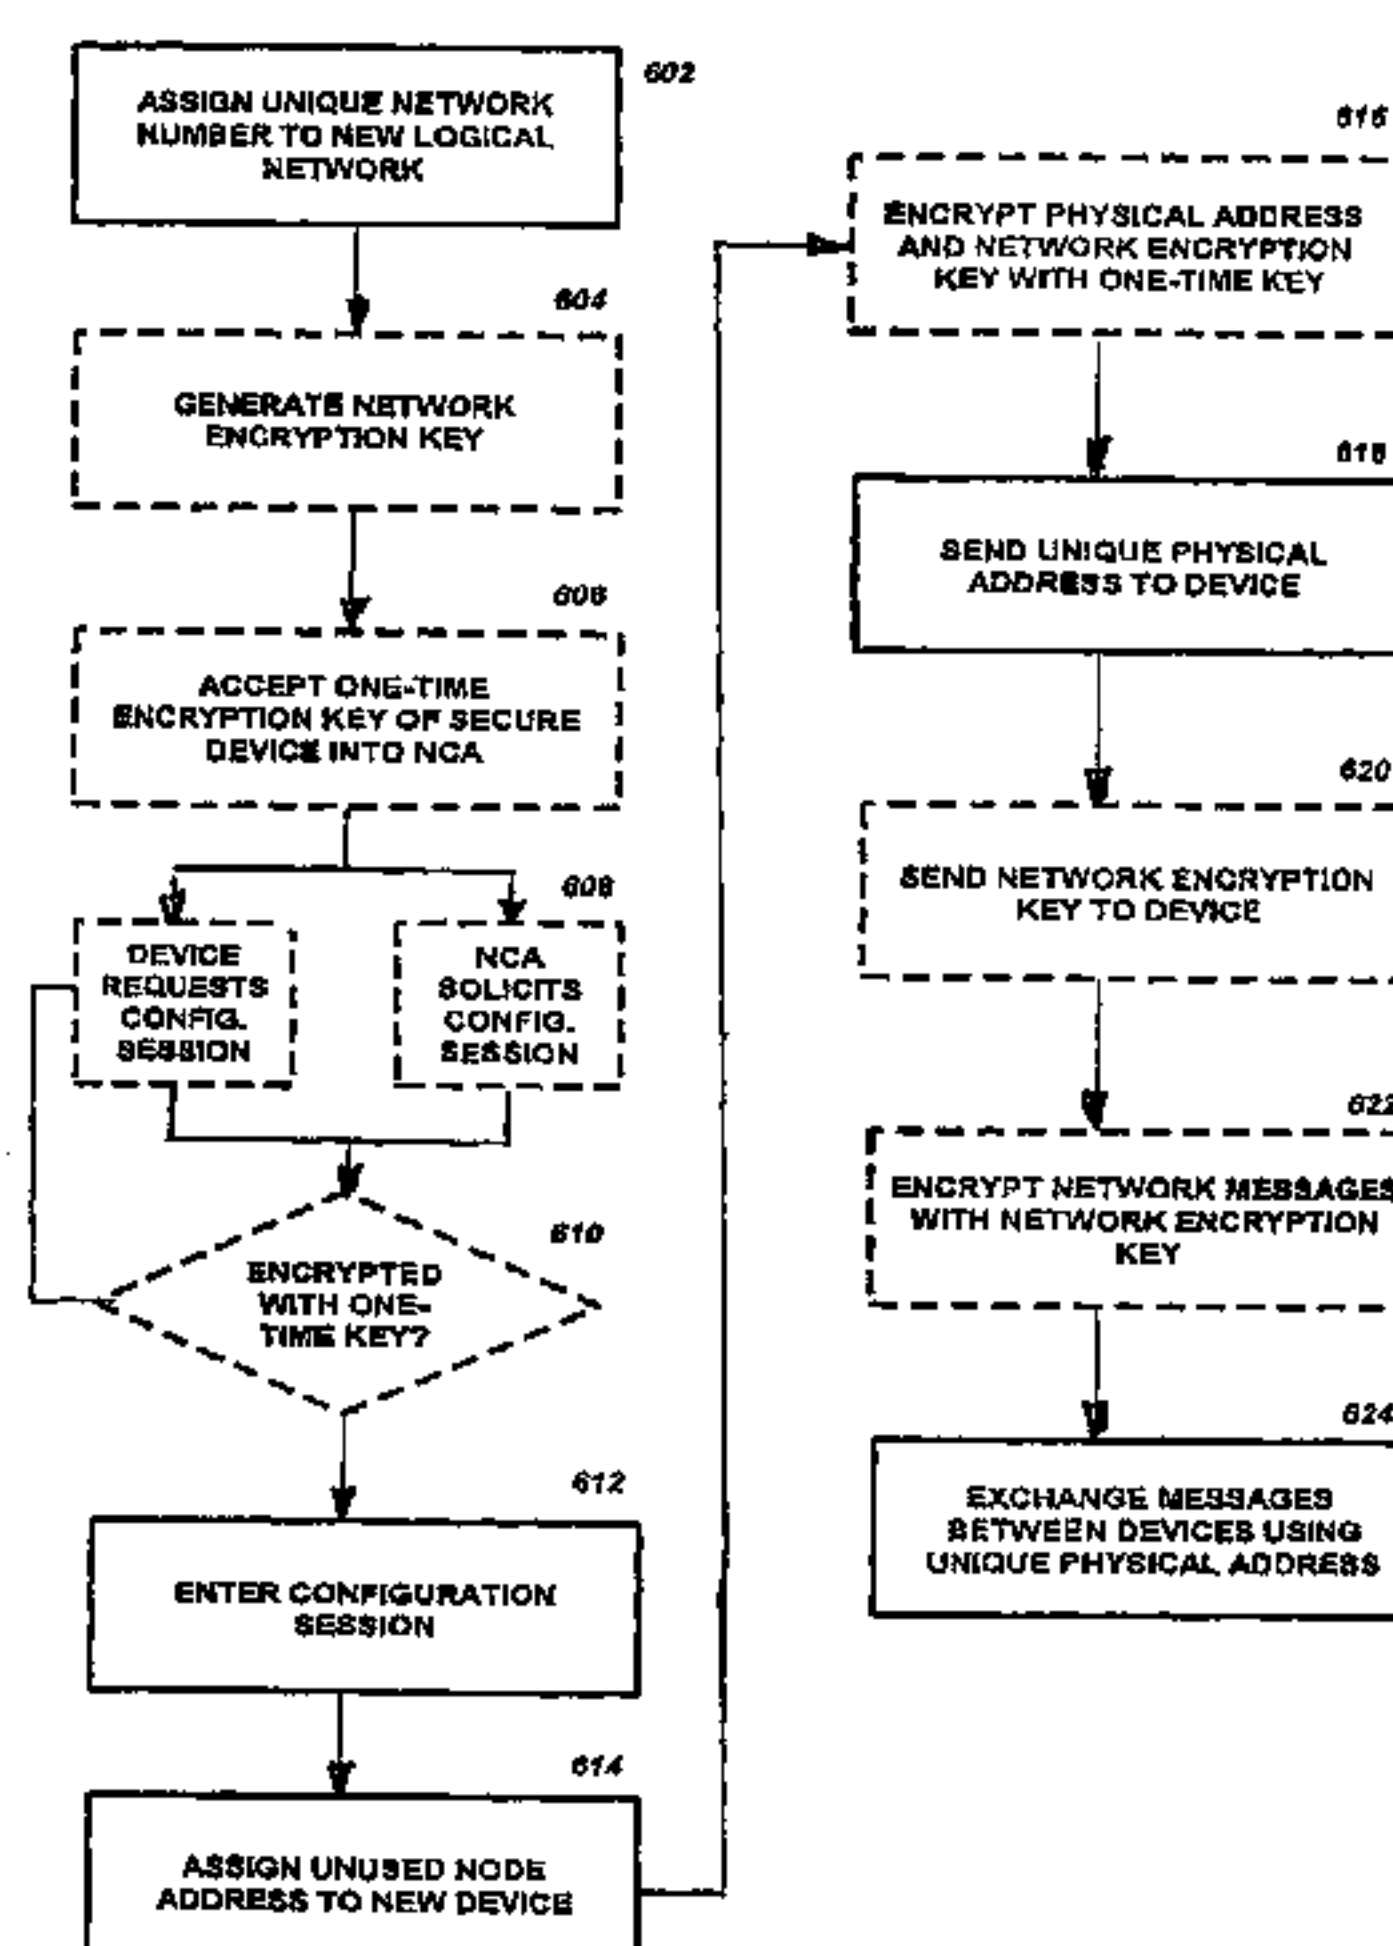 602
ASSIGN UNIQUE NETWORK
NUMBER TO NEW LOGICAL
NETWORK
604
GENERATE NETWORK
ENCRYPTION KEY
606
ACCEPT ONE-TIME
ENCRYPTION KEY OF SECURE
DEVICE INTO NCA
608
DEVICE
REQUESTS
CONFIG.
SESSION
NCA
SOLICITS
CONFIG.
SESSION
610
ENCRYPTED
WITH ONE-
TIME KEY?
612
ENTER CONFIGURATION
SESSION
614
ASSIGN UNUSED NODE
ADDRESS TO NEW DEVICE
616
ENCRYPT PHYSICAL ADDRESS
AND NETWORK ENCRYPTION
KEY WITH ONE-TIME KEY
618
SEND UNIQUE PHYSICAL
ADDRESS TO DEVICE
620
SEND NETWORK ENCRYPTION
KEY TO DEVICE
622
ENCRYPT NETWORK MESSAGES
WITH NETWORK ENCRYPTION
KEY
624
EXCHANGE MESSAGES
BETWEEN DEVICES USING
UNIQUE PHYSICAL ADDRESS